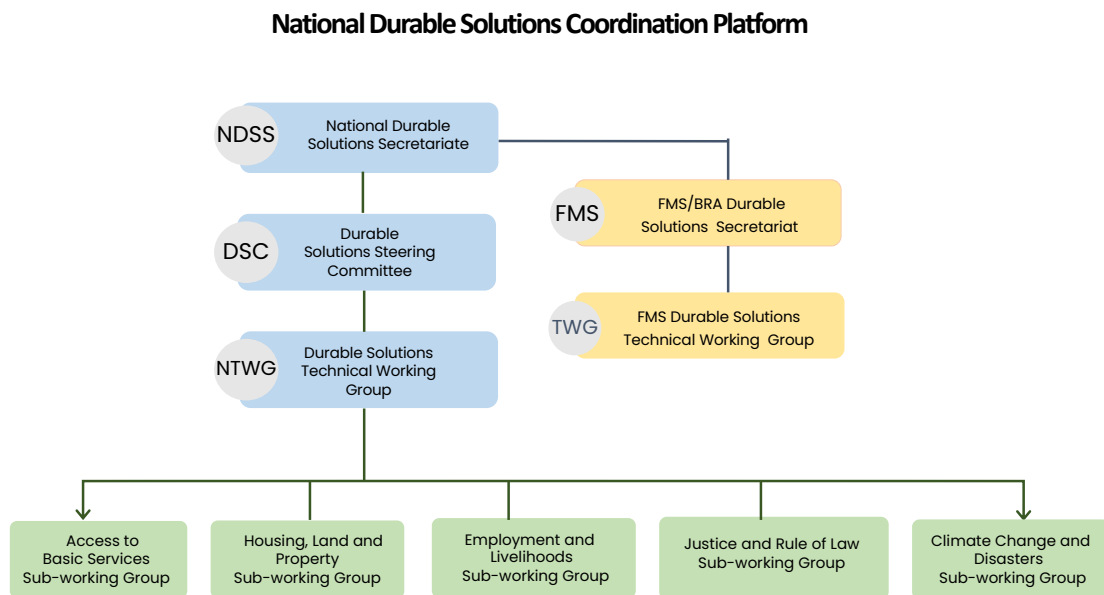 National Durable Solutions Coordination Platform
NDSS
National Durable
Solutions Secretariate
FMS
FMS/BRA Durable
Solutions Secretariat
DSC
Durable
Solutions Steering
Committee
TWG
FMS Durable Solutions
Technical Working Group
NTWG
Durable Solutions
Technical Working
Group
Access to
Basic Services
Sub-working Group
Housing, Land and
Property
Sub-working Group
Employment and
Livelihoods
Sub-working Group
Justice and Rule of Law
Sub-working Group
Climate Change and
Disasters
Sub-working Group